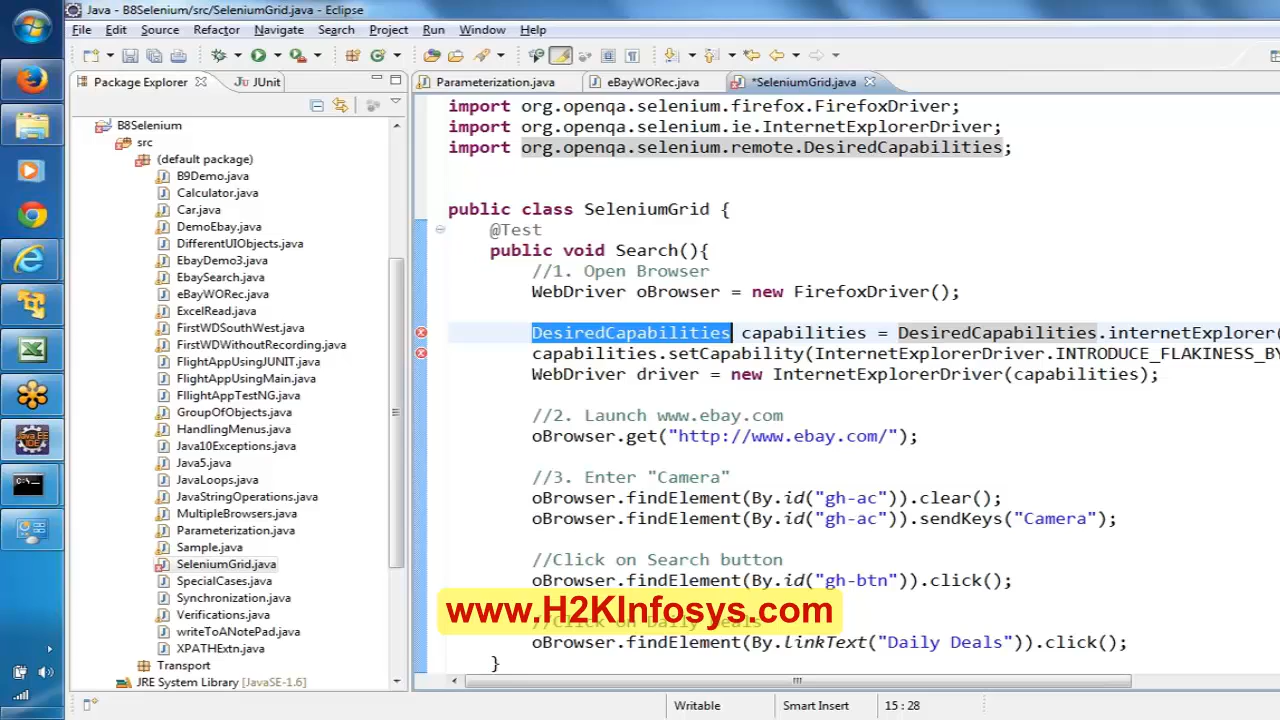 Java - B8Selenium/src/SeleniumGrid.java - Eclipse
File Edit Source Refactor Navigate Search Project Run Window Help
Package Explorer JUnit
Parameterization.java eBayWORec.java *SeleniumGrid.java
B8Selenium
src
(default package)
B9Demo.java
Calculator.java
Car.java
DemoEbay.java
DifferentUIObjects.java
EbayDemo3.java
EbaySearch.java
eBayWORec.java
ExcelRead.java
FirstWDSouthWest.java
FirstWDWithoutRecording.java
FlightAppUsingJUNIT.java
FlightAppUsingMain.java
FllightAppTestNG.java
GroupOfObjects.java
HandlingMenus.java
Java10Exceptions.java
Java5.java
JavaLoops.java
JavaStringOperations.java
MultipleBrowsers.java
Parameterization.java
Sample.java
SeleniumGrid.java
SpecialCases.java
Synchronization.java
Verifications.java
writeToANotePad.java
XPATHExtn.java
Transport
JRE System Library [JavaSE-1.6]
import org.openqa.selenium.firefox.FirefoxDriver;
import org.openqa.selenium.ie.InternetExplorerDriver;
import org.openqa.selenium.remote.DesiredCapabilities;
public class SeleniumGrid {
@Test
public void Search(){
//1. Open Browser
WebDriver oBrowser = new FirefoxDriver();
DesiredCapabilities capabilities = DesiredCapabilities.internetExplorer(
capabilities.setCapability(InternetExplorerDriver.INTRODUCE_FLAKINESS_BY
WebDriver driver = new InternetExplorerDriver(capabilities);
//2. Launch www.ebay.com
oBrowser.get("http://www.ebay.com/");
//3. Enter "Camera"
oBrowser.findElement(By.id("gh-ac")).clear();
oBrowser.findElement(By.id("gh-ac")).sendKeys("Camera");
//Click on Search button
oBrowser.findElement(By.id("gh-btn")).click();
www.H2KInfosys.com
//Click on Daily Deals
oBrowser.findElement(By.linkText("Daily Deals")).click();
}
Writable Smart Insert 15 : 28